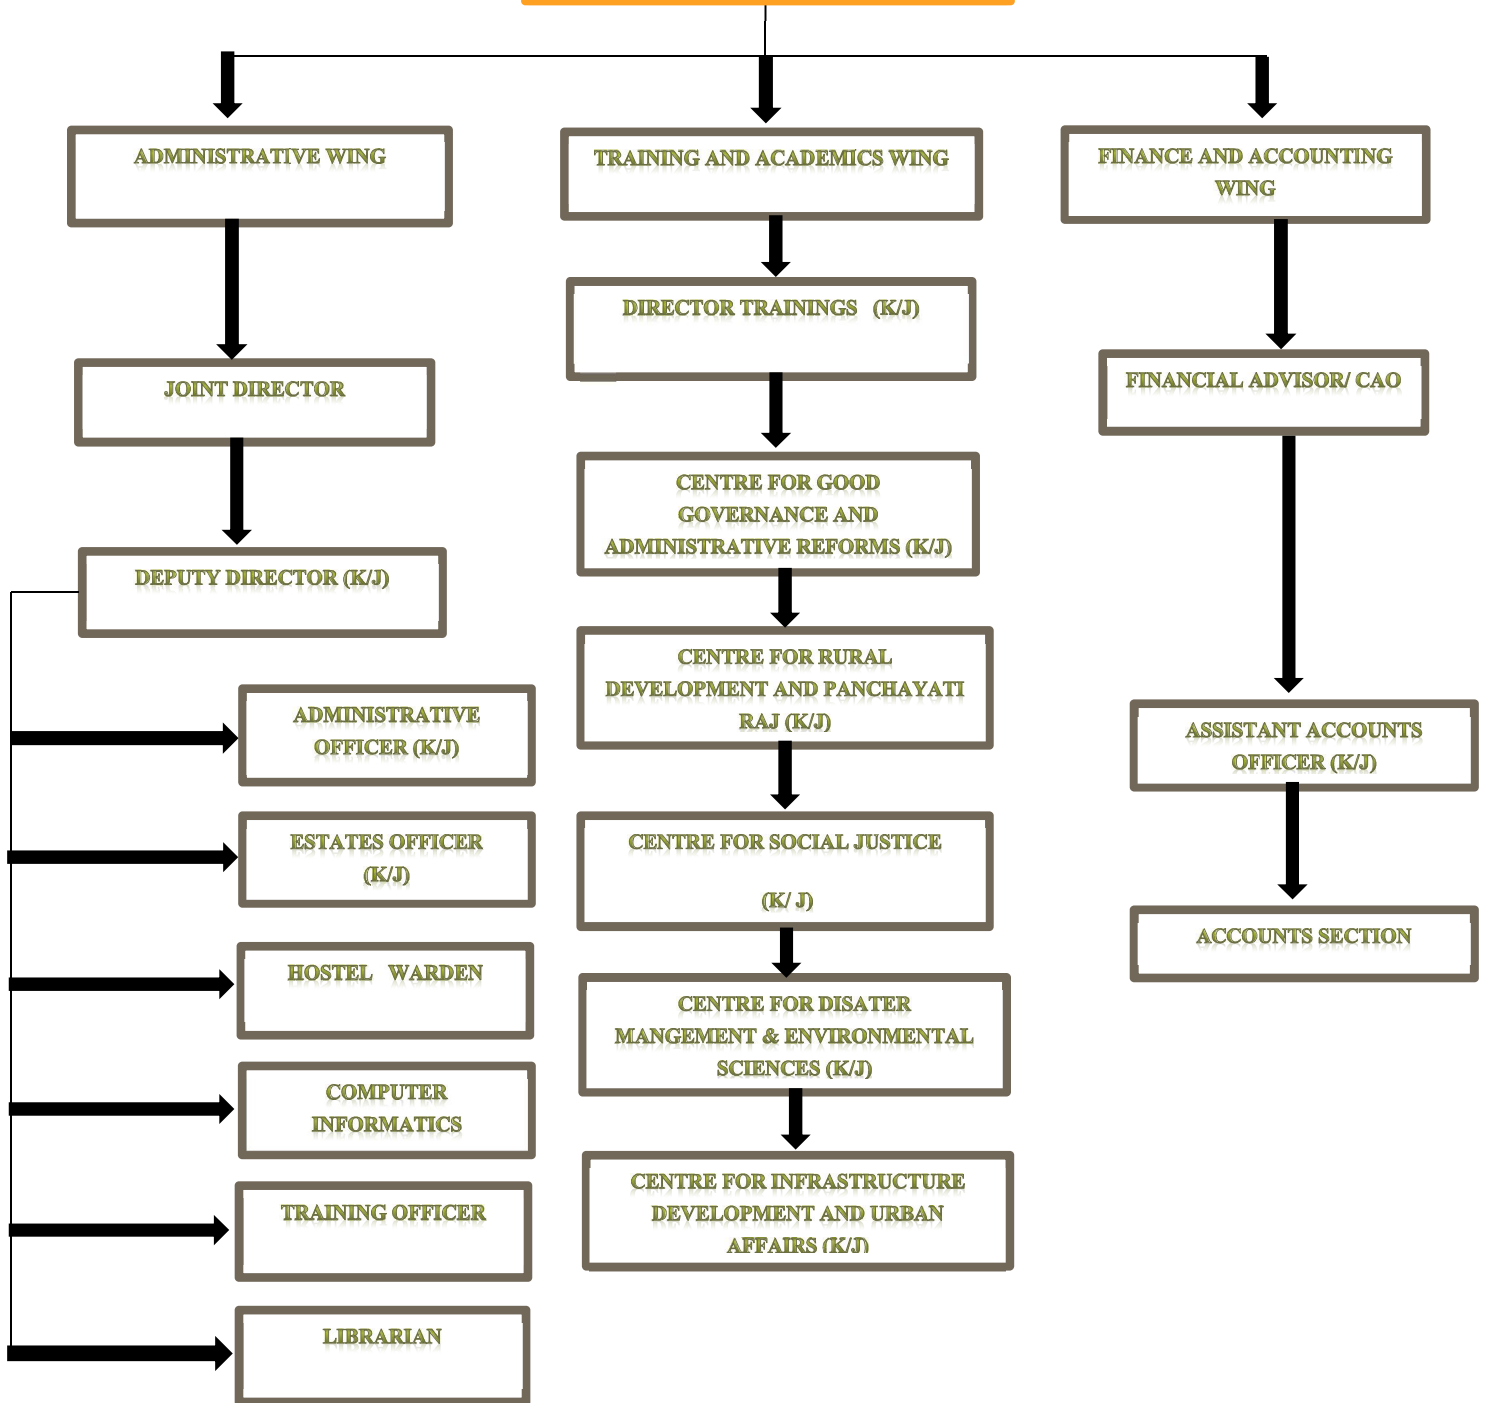 ADMINISTRATIVE WING
TRAINING AND ACADEMICS WING
FINANCE AND ACCOUNTING
WING
DIRECTOR TRAININGS (K/J)
JOINT DIRECTOR
FINANCIAL ADVISOR/ CAO
CENTRE FOR GOOD
GOVERNANCE AND
ADMINISTRATIVE REFORMS (K/J)
DEPUTY DIRECTOR (K/J)
CENTRE FOR RURAL
DEVELOPMENT AND PANCHAYATI
RAJ (K/J)
ADMINISTRATIVE
OFFICER (K/J)
ASSISTANT ACCOUNTS
OFFICER (K/J)
ESTATES OFFICER
(K/J)
CENTRE FOR SOCIAL JUSTICE
(K/ J)
ACCOUNTS SECTION
HOSTEL WARDEN
CENTRE FOR DISATER
MANGEMENT & ENVIRONMENTAL
SCIENCES (K/J)
COMPUTER
INFORMATICS
CENTRE FOR INFRASTRUCTURE
DEVELOPMENT AND URBAN
AFFAIRS (K/J)
TRAINING OFFICER
LIBRARIAN